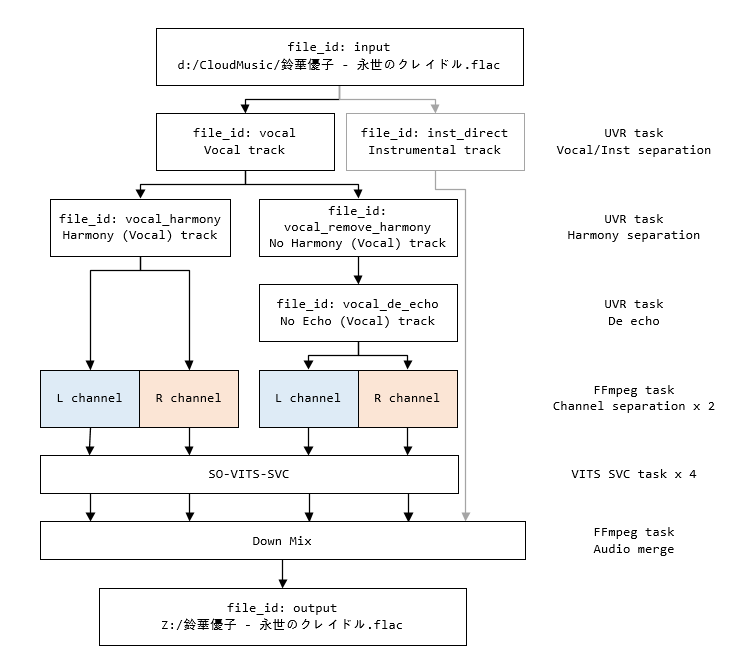 file_id: input
d:/CloudMusic/鈴華優子 - 永世のクレイドル.flac
file_id: vocal
Vocal track
file_id: inst_direct
Instrumental track
UVR task
Vocal/Inst separation
file_id: vocal_harmony
Harmony (Vocal) track
file_id:
vocal_remove_harmony
No Harmony (Vocal) track
UVR task
Harmony separation
file_id: vocal_de_echo
No Echo (Vocal) track
UVR task
De echo
L channel
R channel
L channel
R channel
FFmpeg task
Channel separation x 2
SO-VITS-SVC
VITS SVC task x 4
Down Mix
FFmpeg task
Audio merge
file_id: output
Z:/鈴華優子 - 永世のクレイドル.flac